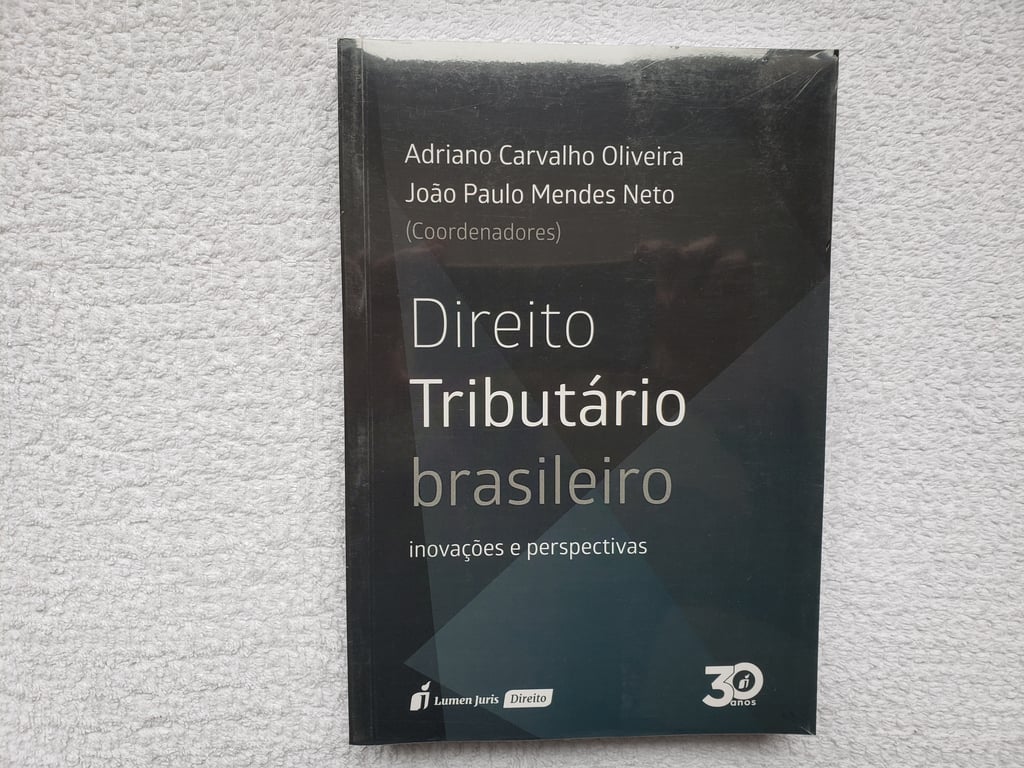 Adriano Carvalho Oliveira
João Paulo Mendes Neto
(Coordenadores)
Direito
Tributário
brasileiro
inovações e perspectivas
Lumen Juris Direito
30
anos